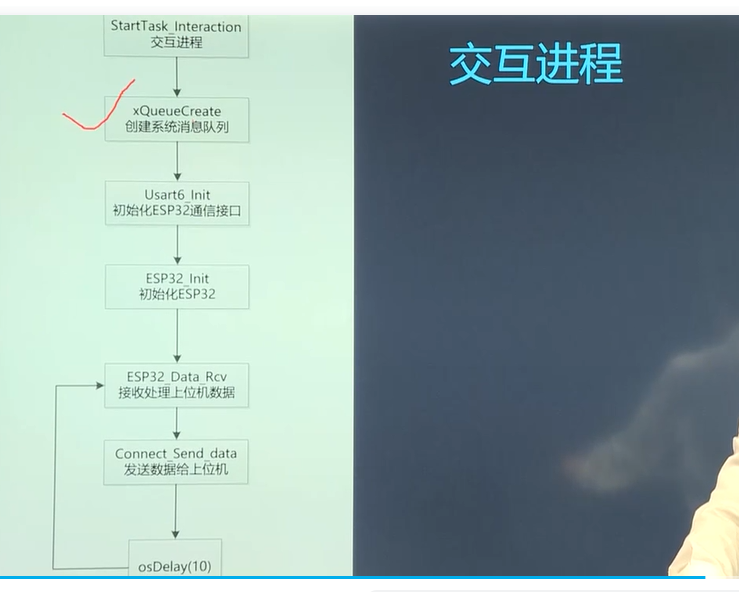 StartTask_Interaction
交互进程
交互进程
xQueueCreate
创建系统消息队列
Usart6_Init
初始化ESP32通信接口
ESP32_Init
初始化ESP32
ESP32_Data_Rcv
接收处理上位机数据
Connect_Send_data
发送数据给上位机
osDelay(10)